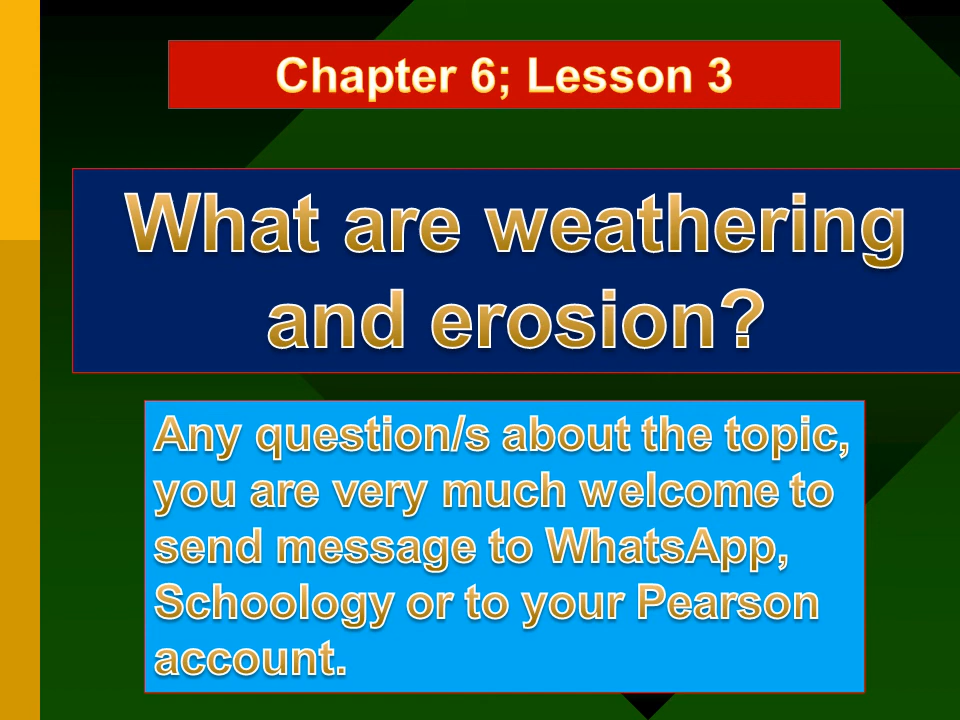 Chapter 6; Lesson 3
What are weathering
and erosion?
Any question/s about the topic,
you are very much welcome to
send message to WhatsApp,
Schoology or to your Pearson
account.